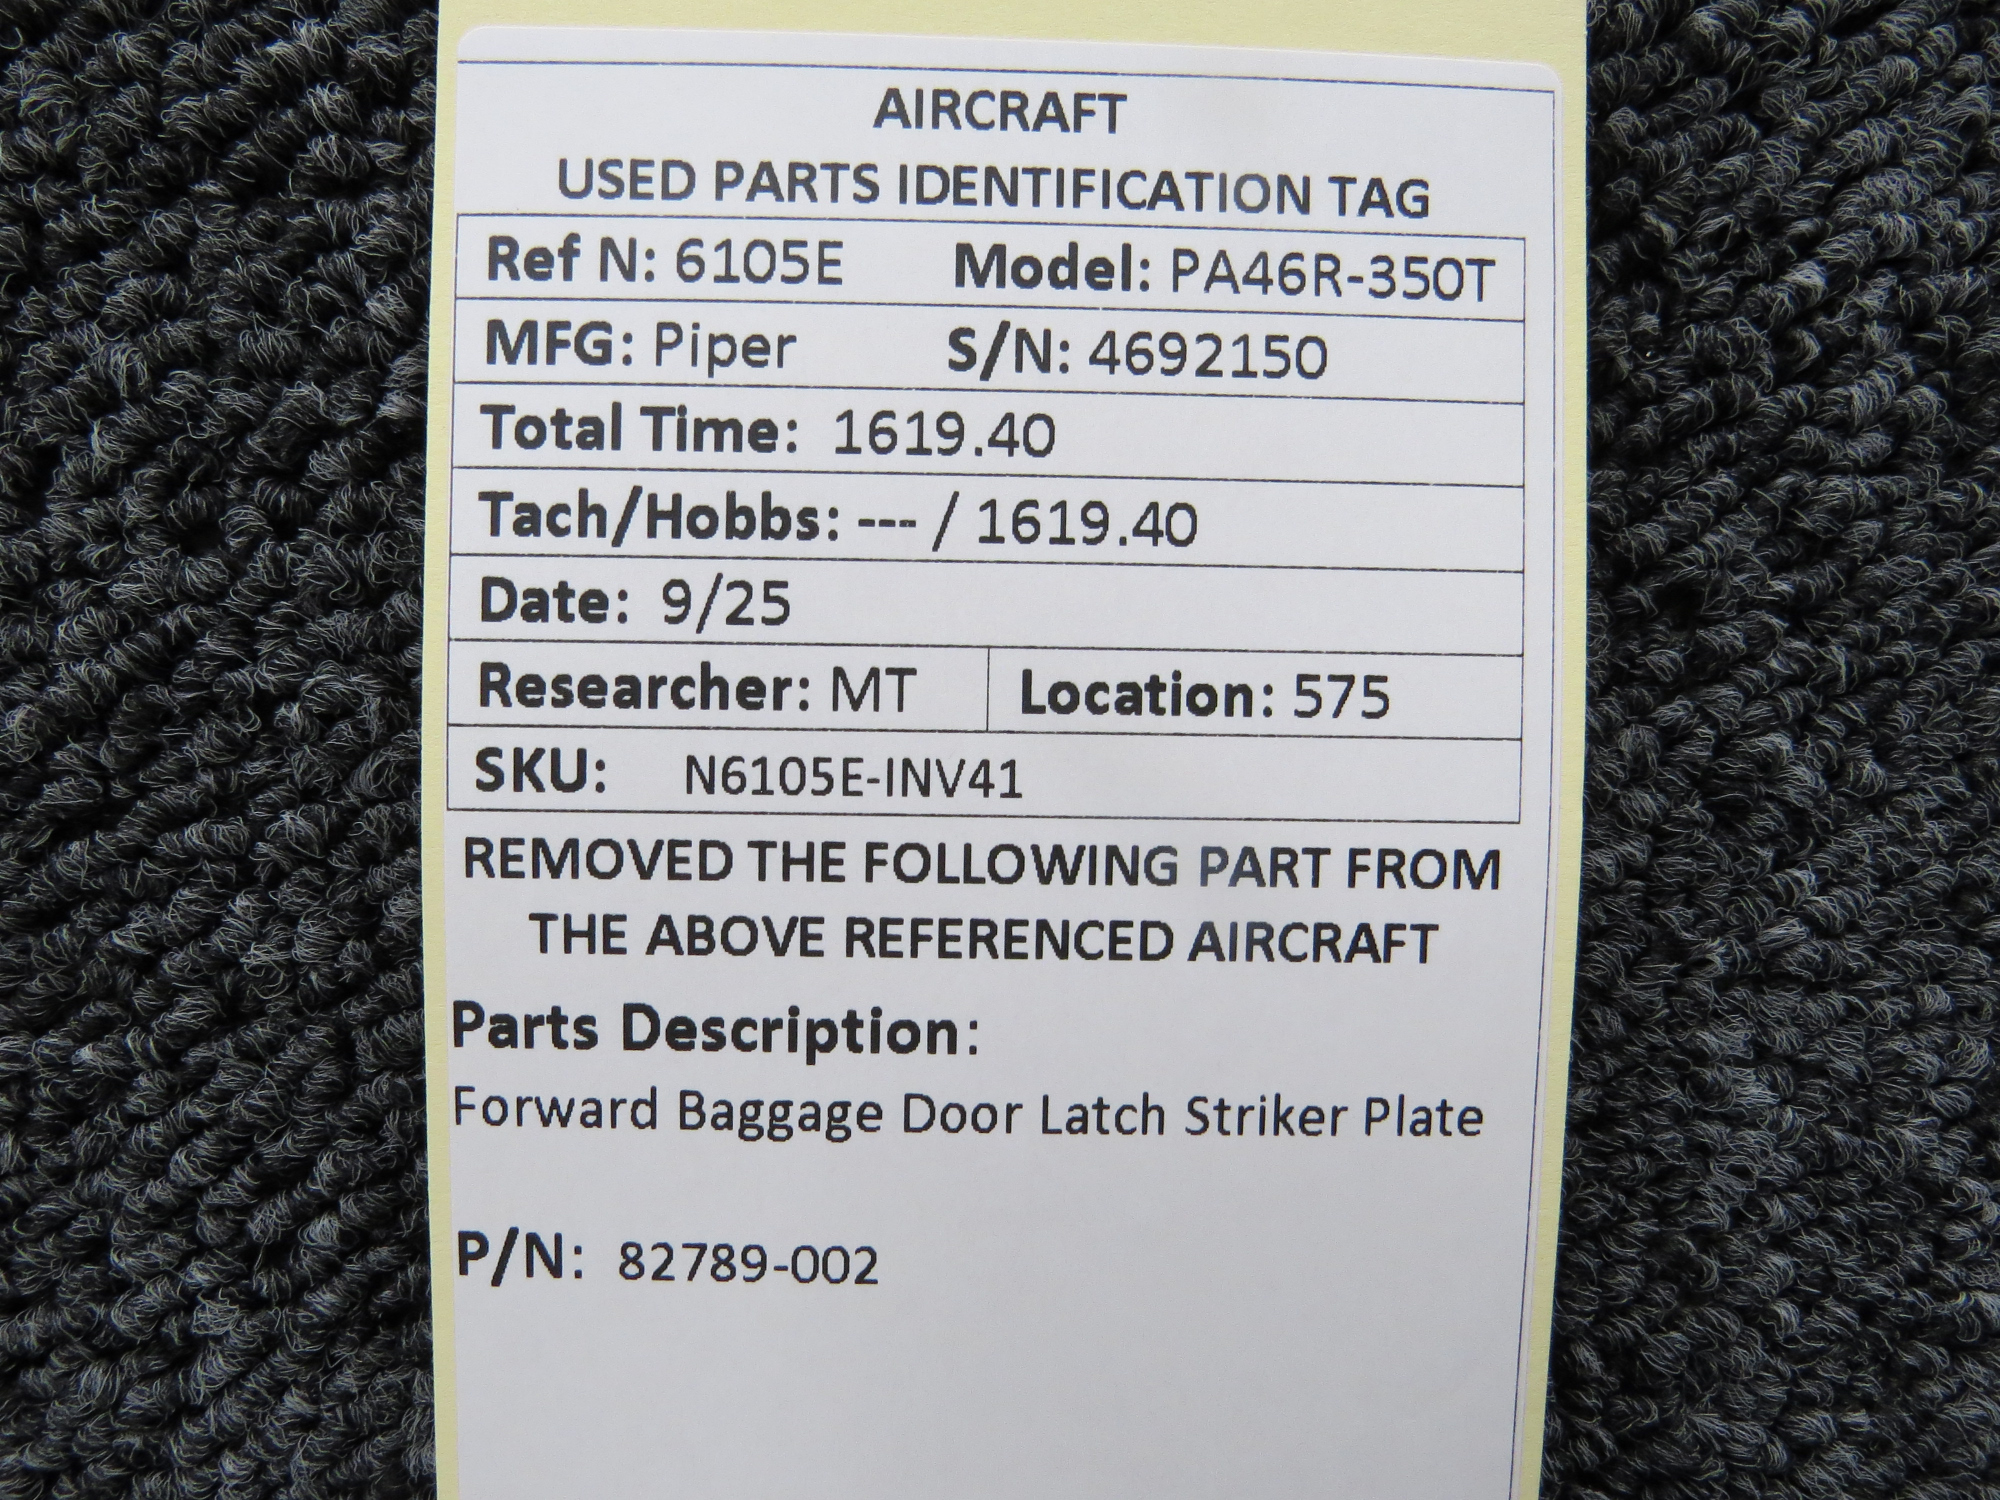 AIRCRAFT
USED PARTS IDENTIFICATION TAG
Ref N: 6105E Model: PA46R-350T
MFG: Piper S/N: 4692150
Total Time: 1619.40
Tach/Hobbs: --- / 1619.40
Date: 9/25
Researcher: MT Location: 575
SKU: N6105E-INV41
REMOVED THE FOLLOWING PART FROM
THE ABOVE REFERENCED AIRCRAFT
Parts Description:
Forward Baggage Door Latch Striker Plate
P/N: 82789-002